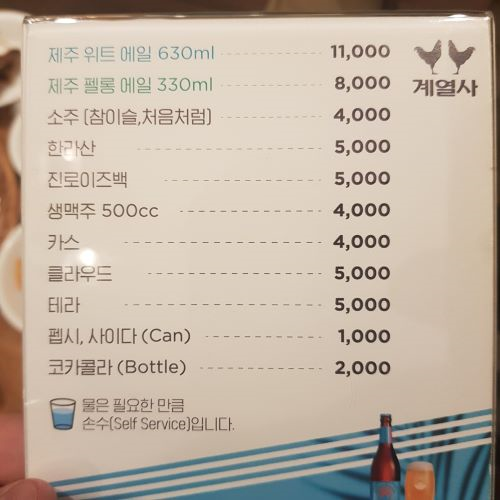 제주 위트 에일 630ml 11,000
제주 펠롱 에일 330ml 8,000
계열사
소주 (참이슬,처음처럼) 4,000
한라산 5,000
진로이즈백 5,000
생맥주 500cc 4,000
카스 4,000
클라우드 5,000
테라 5,000
펩시, 사이다 (Can) 1,000
코카콜라 (Bottle) 2,000
물은 필요한 만큼
손수(Self Service)입니다.